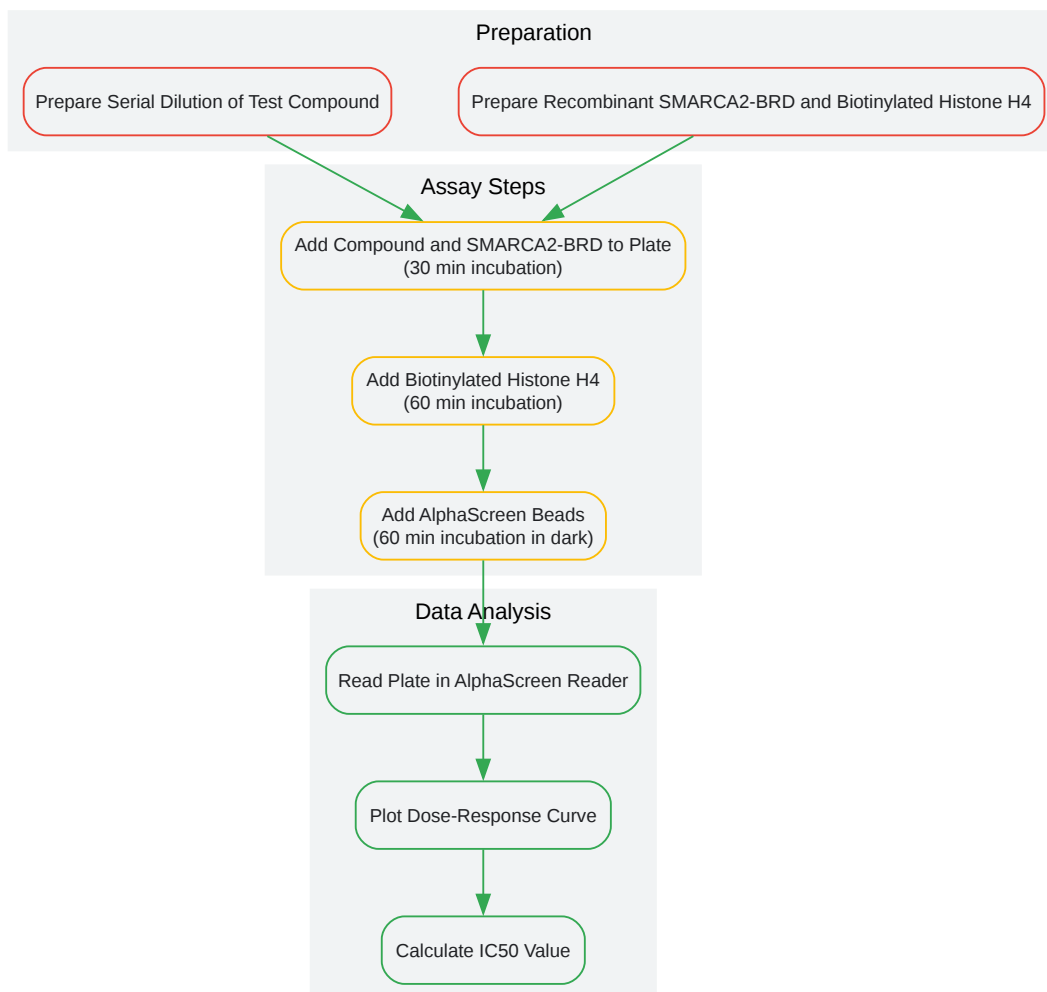 Preparation
Prepare Serial Dilution of Test Compound
Prepare Recombinant SMARCA2-BRD and Biotinylated Histone H4
Assay Steps
Add Compound and SMARCA2-BRD to Plate
(30 min incubation)
Add Biotinylated Histone H4
(60 min incubation)
Add AlphaScreen Beads
(60 min incubation in dark)
Data Analysis
Read Plate in AlphaScreen Reader
Plot Dose-Response Curve
Calculate IC50 Value